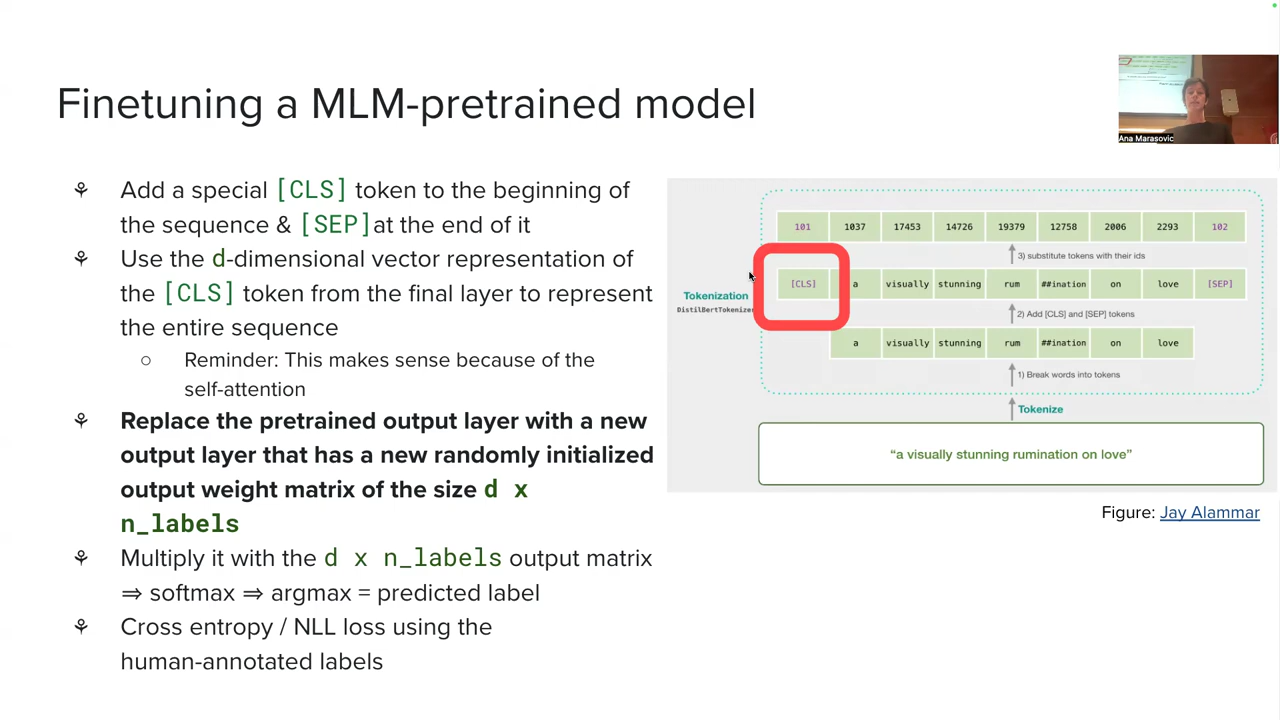 Finetuning a MLM-pretrained model
Ana Marasovic
Add a special [CLS] token to the beginning of
the sequence & [SEP] at the end of it
Use the d-dimensional vector representation of
the [CLS] token from the final layer to represent
the entire sequence
Reminder: This makes sense because of the
self-attention
Replace the pretrained output layer with a new
output layer that has a new randomly initialized
output weight matrix of the size d x
n_labels
Multiply it with the d x n_labels output matrix
⇒ softmax ⇒ argmax = predicted label
Cross entropy / NLL loss using the
human-annotated labels
101 1037 17453 14726 19379 12758 2006 2293 102
3) substitute tokens with their ids
[CLS] a visually stunning rum ##ination on love [SEP]
Tokenization
DistilBertTokenize
2) Add [CLS] and [SEP] tokens
a visually stunning rum ##ination on love
1) Break words into tokens
Tokenize
“a visually stunning rumination on love”
Figure: Jay Alammar